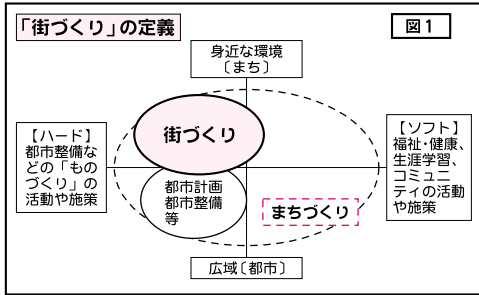 「街づくり」の定義
図1
身近な環境
〔まち〕
街づくり
【ハード】
都市整備な
どの「もの
づくり」の
活動や施策
【ソフト】
福祉・健康、
生涯学習、
コミュニ
ティの活動
や施策
都市計画
都市整備
等
まちづくり
広域〔都市〕